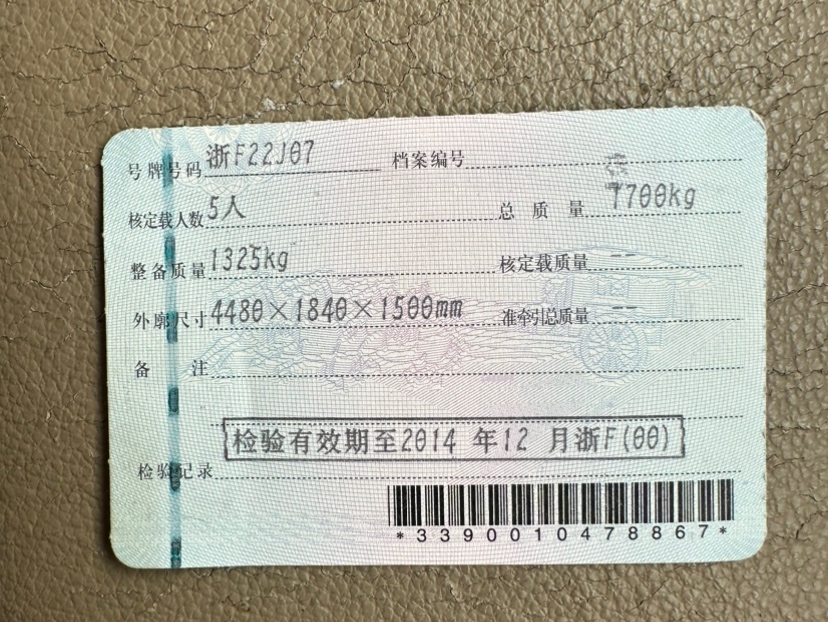 号牌号码 浙F22J07 档案编号
核定载人数 5人 总 质 量 1700kg
整备质量 1325kg 核定载质量 --
外廓尺寸 4480×1840×1500mm 准牵引总质量 --
备 注
检验有效期至2014 年12 月浙F(00)
检验记录
*3390010478867*